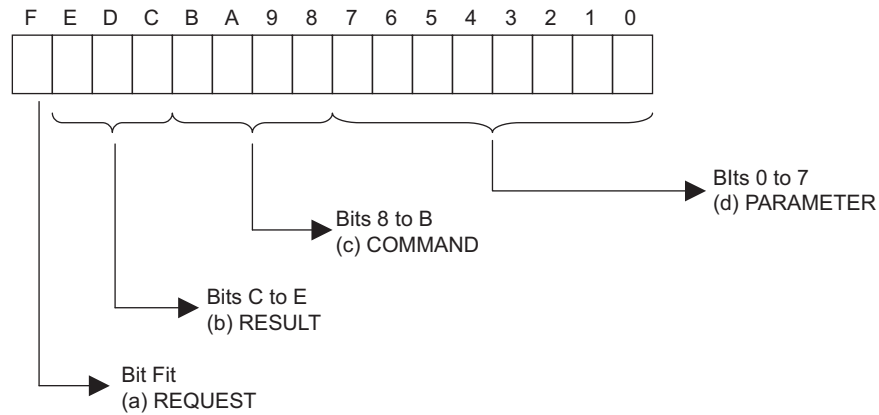 F E D C B A 9 8 7 6 5 4 3 2 1 0
BIts 0 to 7
(d) PARAMETER
Bits 8 to B
(c) COMMAND
Bits C to E
(b) RESULT
Bit Fit
(a) REQUEST